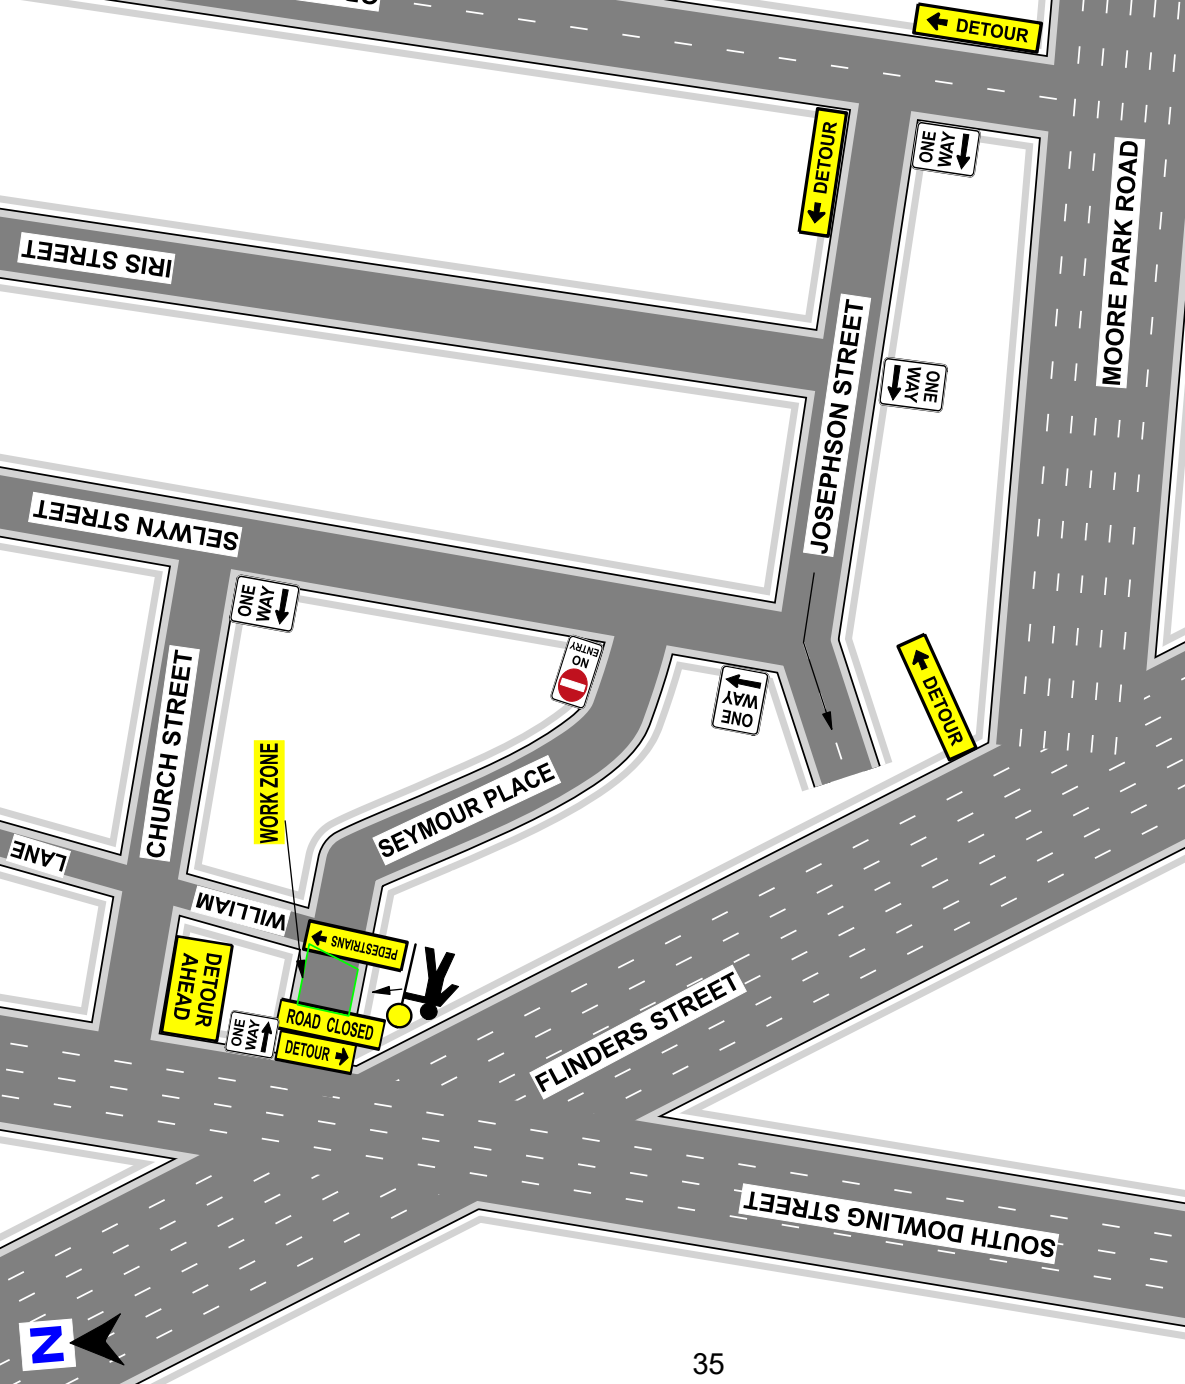 DETOUR
DETOUR
ONE
WAY
MOORE PARK ROAD
IRIS STREET
JOSEPHSON STREET
ONE
WAY
SELWYN STREET
ONE
WAY
NO
ENTRY
DETOUR
ONE
WAY
CHURCH STREET
WORK ZONE
SEYMOUR PLACE
LANE
WILLIAM
PEDESTRIANS
DETOUR
AHEAD
ONE
WAY
ROAD CLOSED
DETOUR
FLINDERS STREET
SOUTH DOWLING STREET
N
35